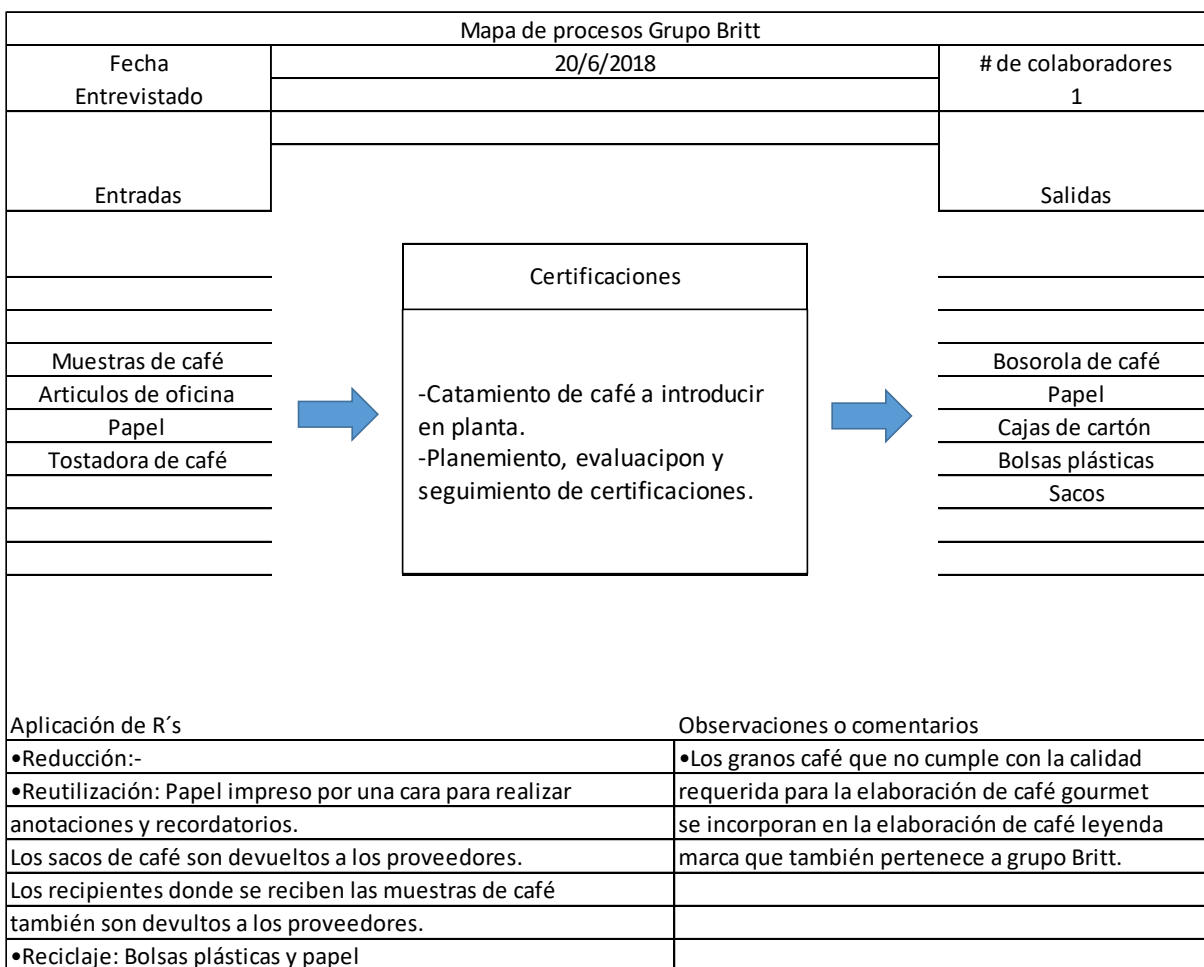 Mapa de procesos Grupo Britt
Fecha
20/6/2018
# de colaboradores
Entrevistado
1
Entradas
Salidas
Certificaciones
Muestras de café
Articulos de oficina
Papel
Tostadora de café
-Catamiento de café a introducir
en planta.
-Planemiento, evaluacipon y
seguimiento de certificaciones.
Bosorola de café
Papel
Cajas de cartón
Bolsas plásticas
Sacos
Aplicación de R´s
•Reducción:-
•Reutilización: Papel impreso por una cara para realizar
anotaciones y recordatorios.
Los sacos de café son devueltos a los proveedores.
Los recipientes donde se reciben las muestras de café
también son devultos a los proveedores.
•Reciclaje: Bolsas plásticas y papel
Observaciones o comentarios
•Los granos café que no cumple con la calidad
requerida para la elaboración de café gourmet
se incorporan en la elaboración de café leyenda
marca que también pertenece a grupo Britt.